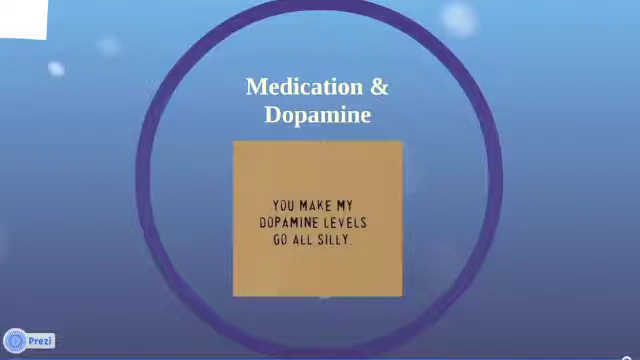 Medication &
Dopamine
YOU MAKE MY
DOPAMINE LEVELS
GO ALL SILLY.
Prezi